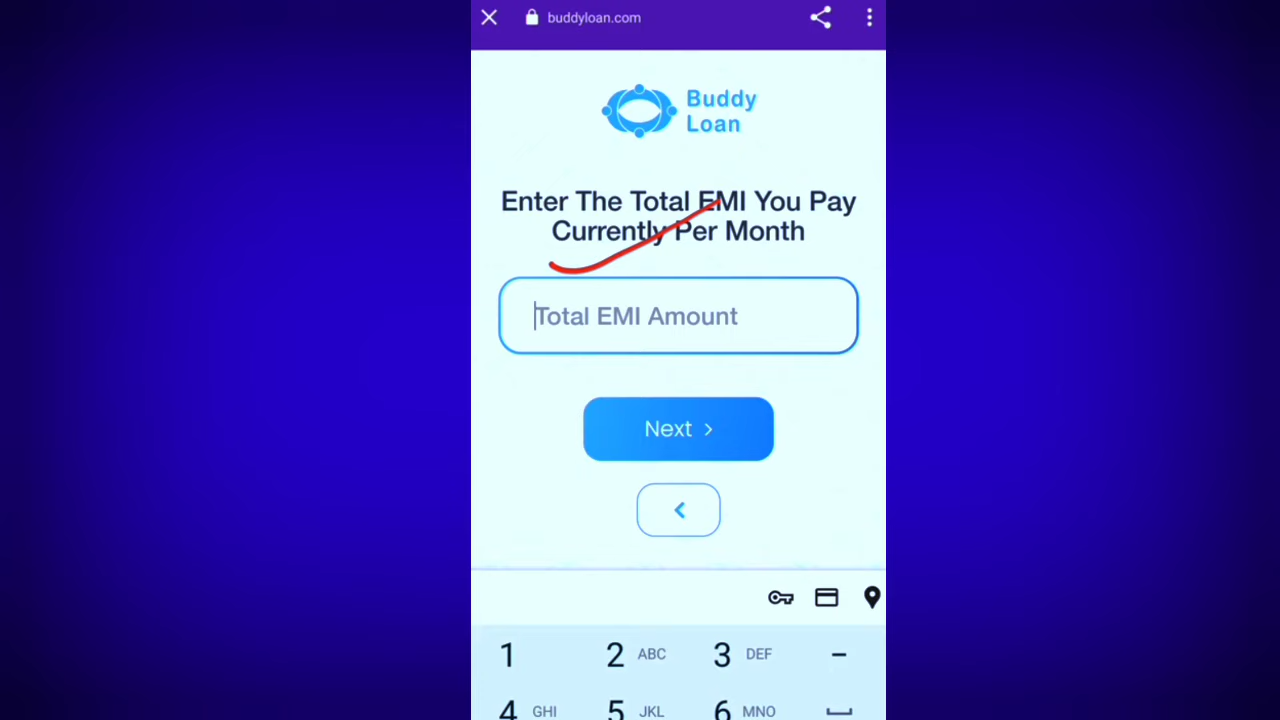 buddyloan.com
Buddy
Loan
Enter The Total EMI You Pay
Currently Per Month
Total EMI Amount
Next
1 2 ABC 3 DEF –
4 GHI 5 JKL 6 MNO